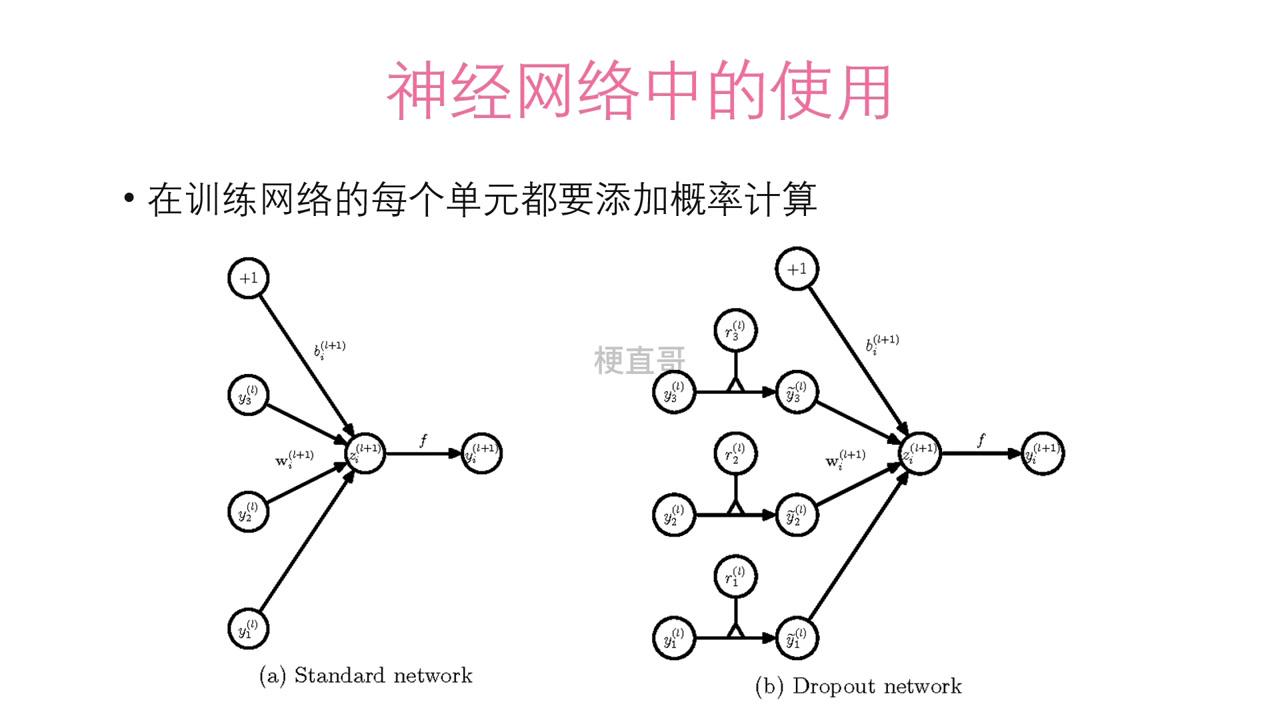 神经网络中的使用
• 在训练网络的每个单元都要添加概率计算
+1
b_i^{(l+1)}
y_3^{(l)}
w_i^{(l+1)}
z_i^{(l+1)}
f
y_i^{(l+1)}
y_2^{(l)}
y_1^{(l)}
(a) Standard network
梗直哥
+1
b_i^{(l+1)}
r_3^{(l)}
y_3^{(l)}
ỹ_3^{(l)}
r_2^{(l)}
w_i^{(l+1)}
z_i^{(l+1)}
f
y_i^{(l+1)}
y_2^{(l)}
ỹ_2^{(l)}
r_1^{(l)}
y_1^{(l)}
ỹ_1^{(l)}
(b) Dropout network